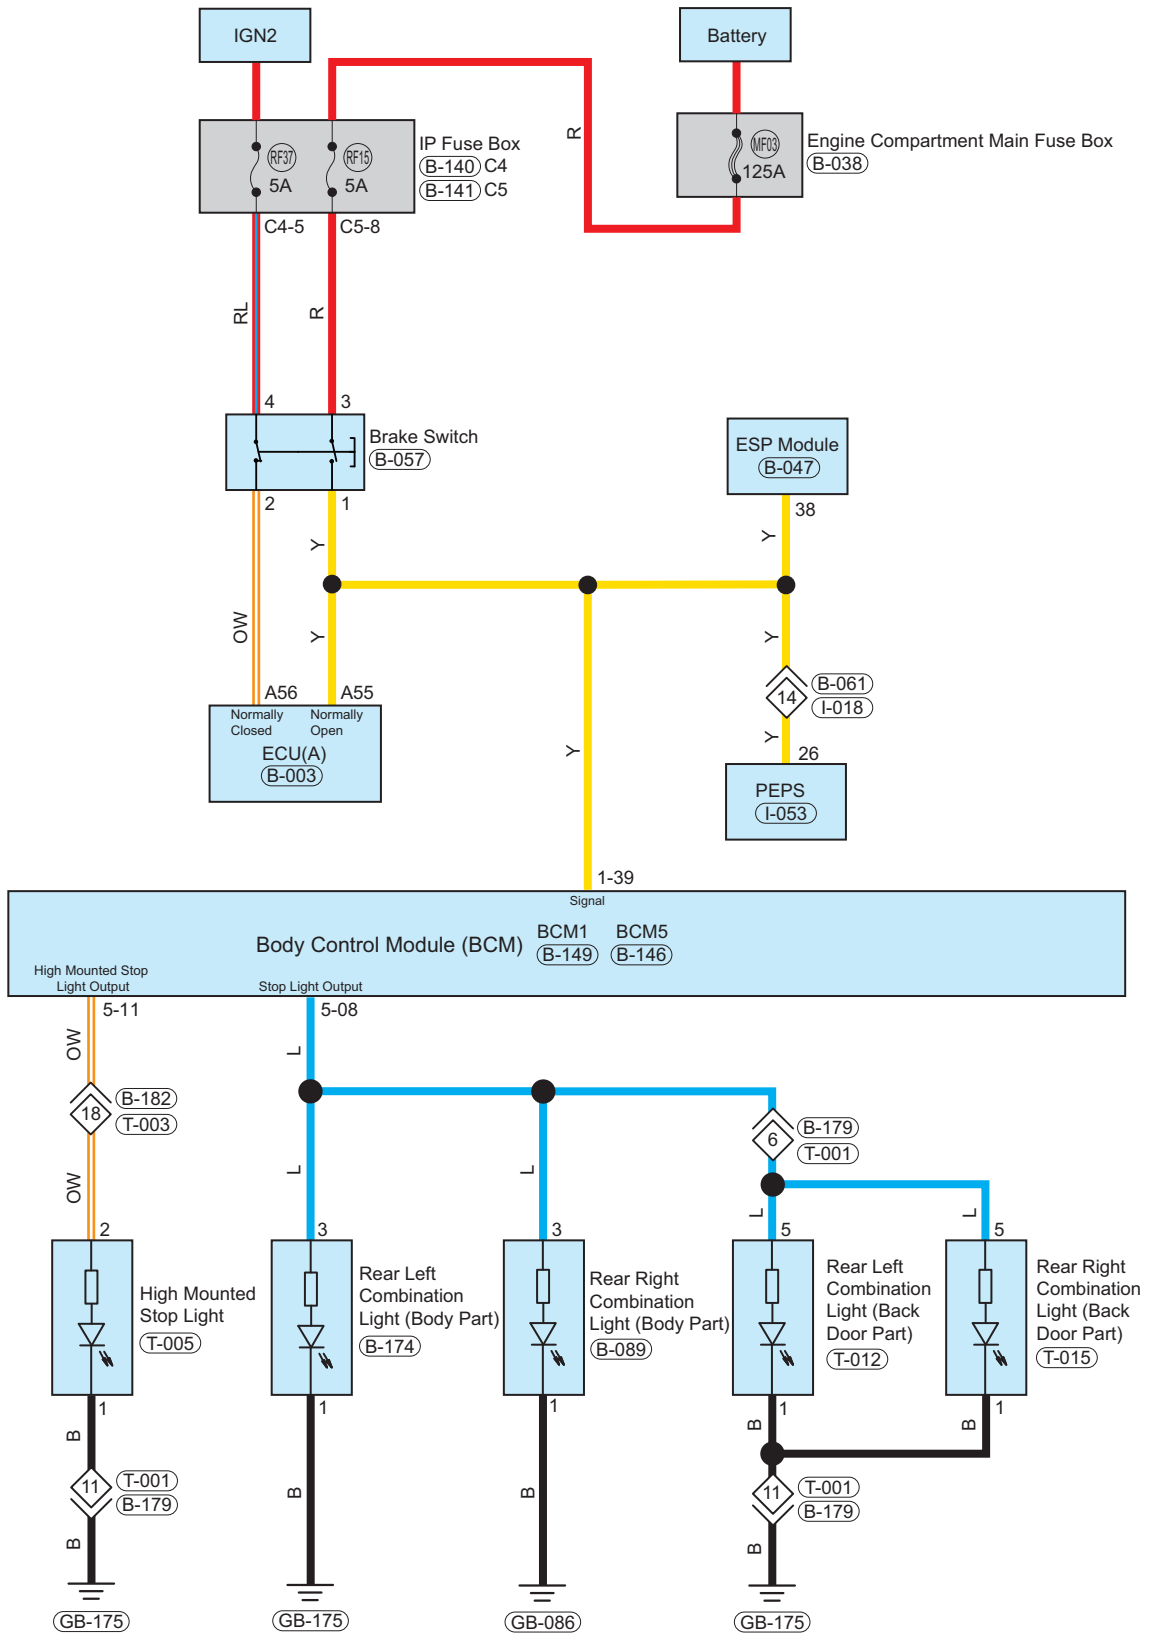 IGN2
Battery
RF37
5A
RF15
5A
IP Fuse Box
B-140 C4
B-141 C5
R
MF03
125A
Engine Compartment Main Fuse Box
B-038
C4-5
C5-8
RL
R
4
3
Brake Switch
B-057
2
1
ESP Module
B-047
38
Y
Y
OW
Y
Y
A56
A55
Normally
Closed
Normally
Open
ECU(A)
B-003
14
B-061
I-018
Y
Y
26
PEPS
I-053
1-39
Signal
Body Control Module (BCM)
BCM1
B-149
BCM5
B-146
High Mounted Stop
Light Output
Stop Light Output
5-11
5-08
OW
L
18
B-182
T-003
6
B-179
T-001
OW
L
L
L
L
2
3
3
5
5
High Mounted
Stop Light
T-005
Rear Left
Combination
Light (Body Part)
B-174
Rear Right
Combination
Light (Body Part)
B-089
Rear Left
Combination
Light (Back
Door Part)
T-012
Rear Right
Combination
Light (Back
Door Part)
T-015
1
1
1
1
1
B
B
B
11
T-001
B-179
B
B
11
T-001
B-179
B
B
GB-175
GB-175
GB-086
GB-175